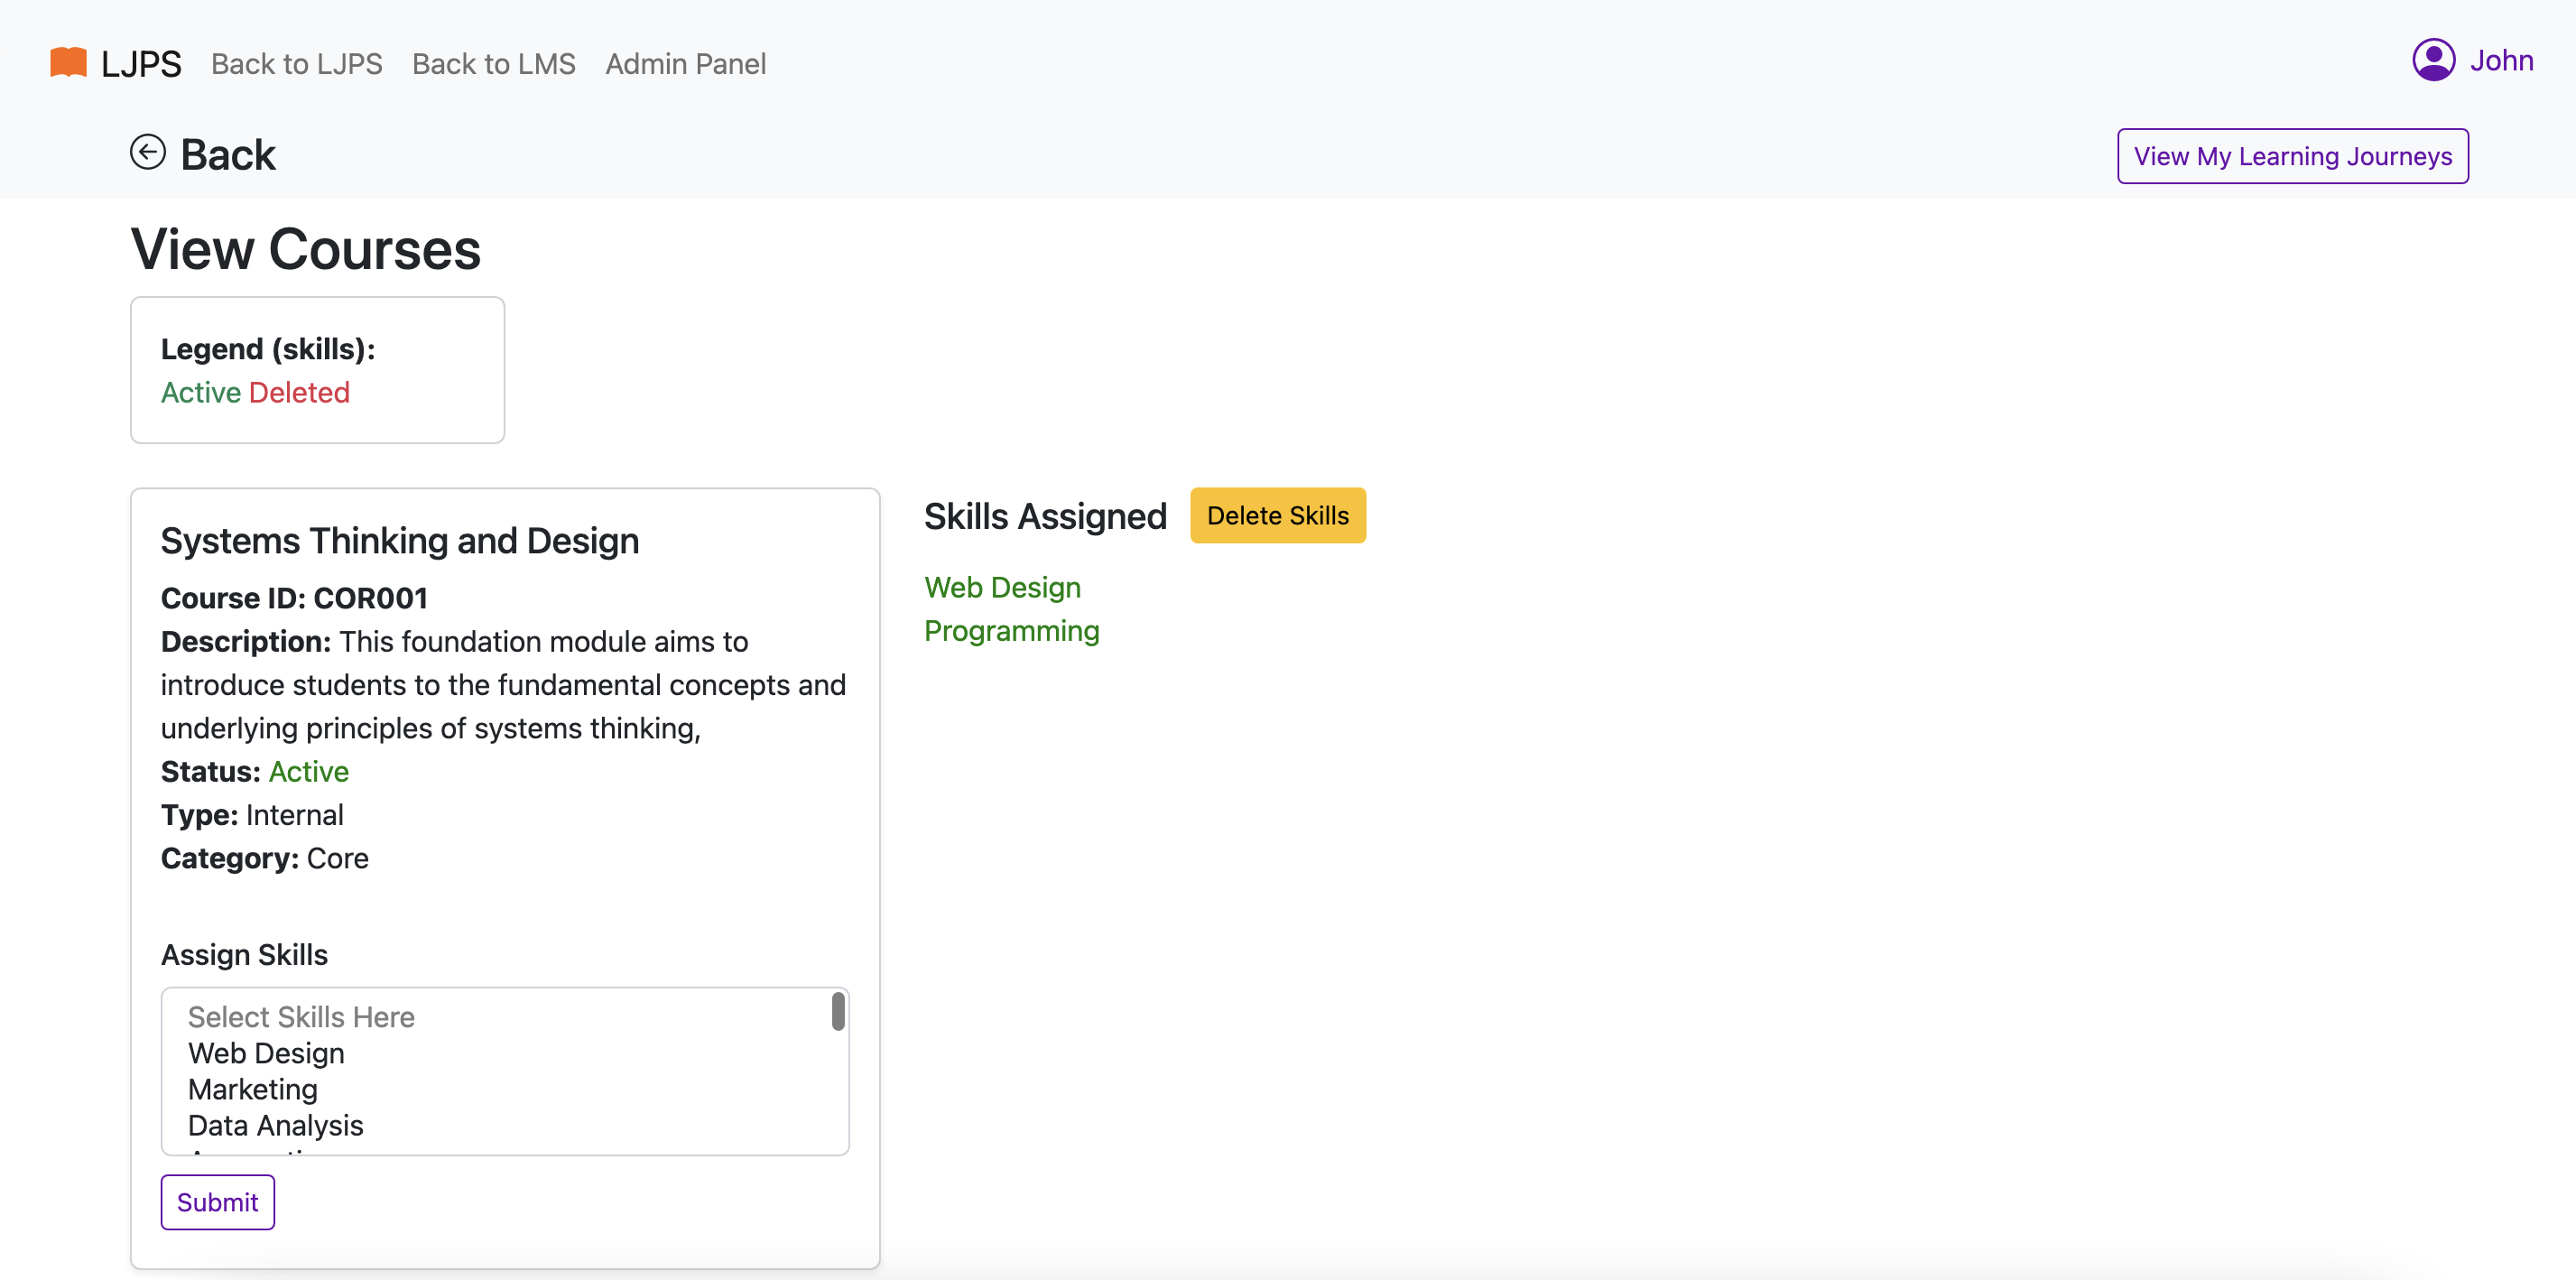 LJPS Back to LJPS Back to LMS Admin Panel John
Back View My Learning Journeys
View Courses
Legend (skills):
Active Deleted
Systems Thinking and Design
Course ID: COR001
Description: This foundation module aims to
introduce students to the fundamental concepts and
underlying principles of systems thinking,
Status: Active
Type: Internal
Category: Core
Assign Skills
Select Skills Here
Web Design
Marketing
Data Analysis
Submit
Skills Assigned Delete Skills
Web Design
Programming